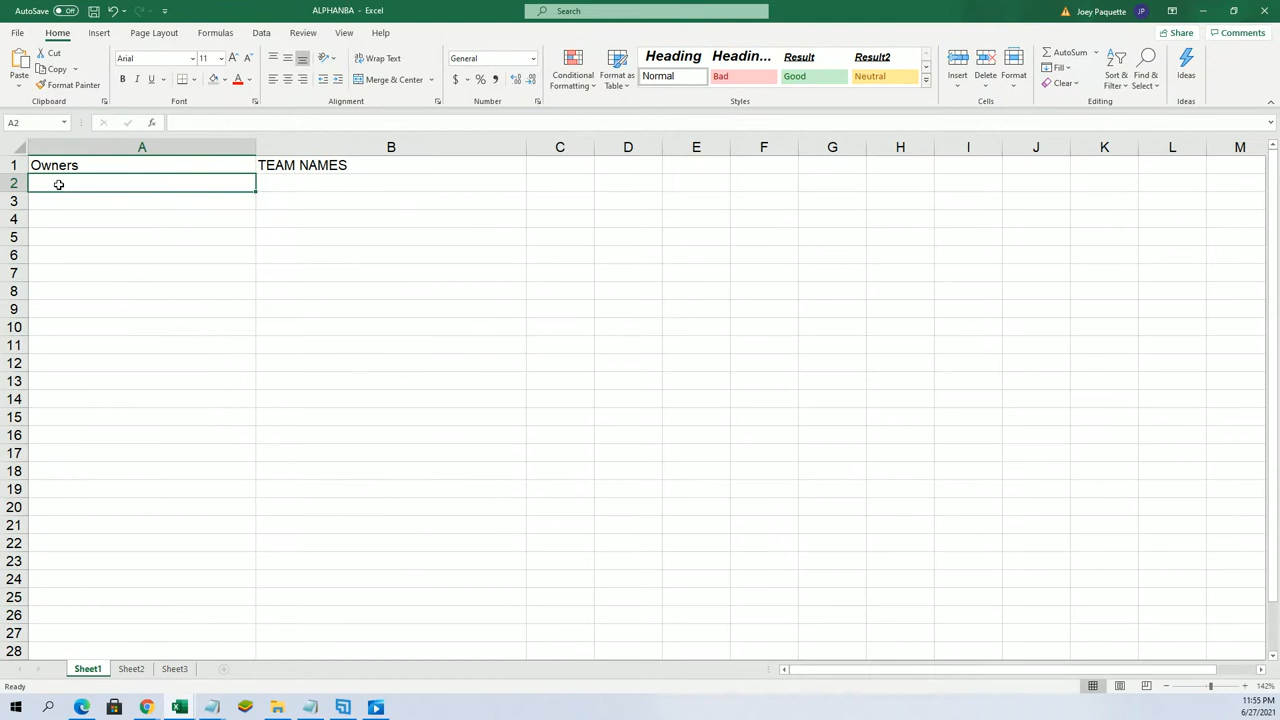 AutoSave Off
ALPHANBA - Excel
Search
Joey Paquette JP
File Home Insert Page Layout Formulas Data Review View Help
Share Comments
Paste
Cut
Copy
Format Painter
Clipboard
Arial 11
B I U
Font
Wrap Text
Merge & Center
Alignment
General
$ % 9
Number
Conditional Formatting
Format as Table
Heading Headin... Result Result2
Normal Bad Good Neutral
Styles
Insert Delete Format
Cells
AutoSum
Fill
Clear
Sort & Filter
Find & Select
Editing
Ideas
Ideas
A2 fx
A B C D E F G H I J K L M
1 Owners TEAM NAMES
2
3
4
5
6
7
8
9
10
11
12
13
14
15
16
17
18
19
20
21
22
23
24
25
26
27
28
Sheet1 Sheet2 Sheet3
Ready 142%
11:55 PM
6/27/2021